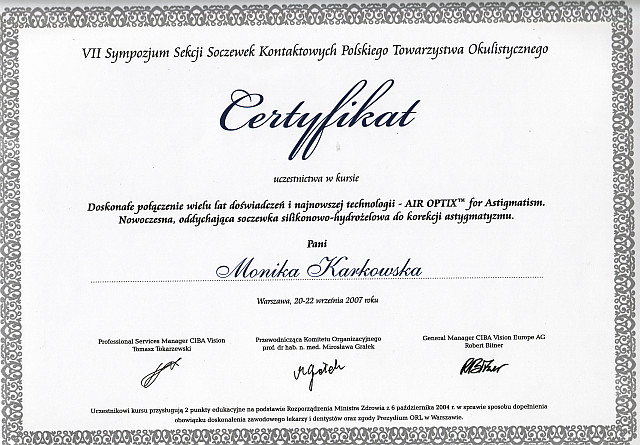 VII Sympozjum Sekcji Soczewek Kontaktowych Polskiego Towarzystwa Okulistycznego
Certyfikat
uczestnictwa w kursie
Doskonałe połączenie wielu lat doświadczeń i najnowszej technologii - AIR OPTIX™ for Astigmatism.
Nowoczesna, oddychająca soczewka silikonowo-hydrożelowa do korekcji astygmatyzmu.
Pani
Monika Karkowska
Warszawa, 20-22 września 2007 roku
Professional Services Manager CIBA Vision
Tomasz Tokarzewski
Przewodnicząca Komitetu Organizacyjnego
prof. dr hab. n. med. Mirosława Grałek
General Manager CIBA Vision Europe AG
Robert Bitner
Uczestnikowi kursu przysługują 2 punkty edukacyjne na podstawie Rozporządzenia Ministra Zdrowia z 6 października 2004 r. w sprawie sposobu dopełnienia
obowiązku doskonalenia zawodowego lekarzy i dentystów oraz zgody Prezydium ORL w Warszawie.